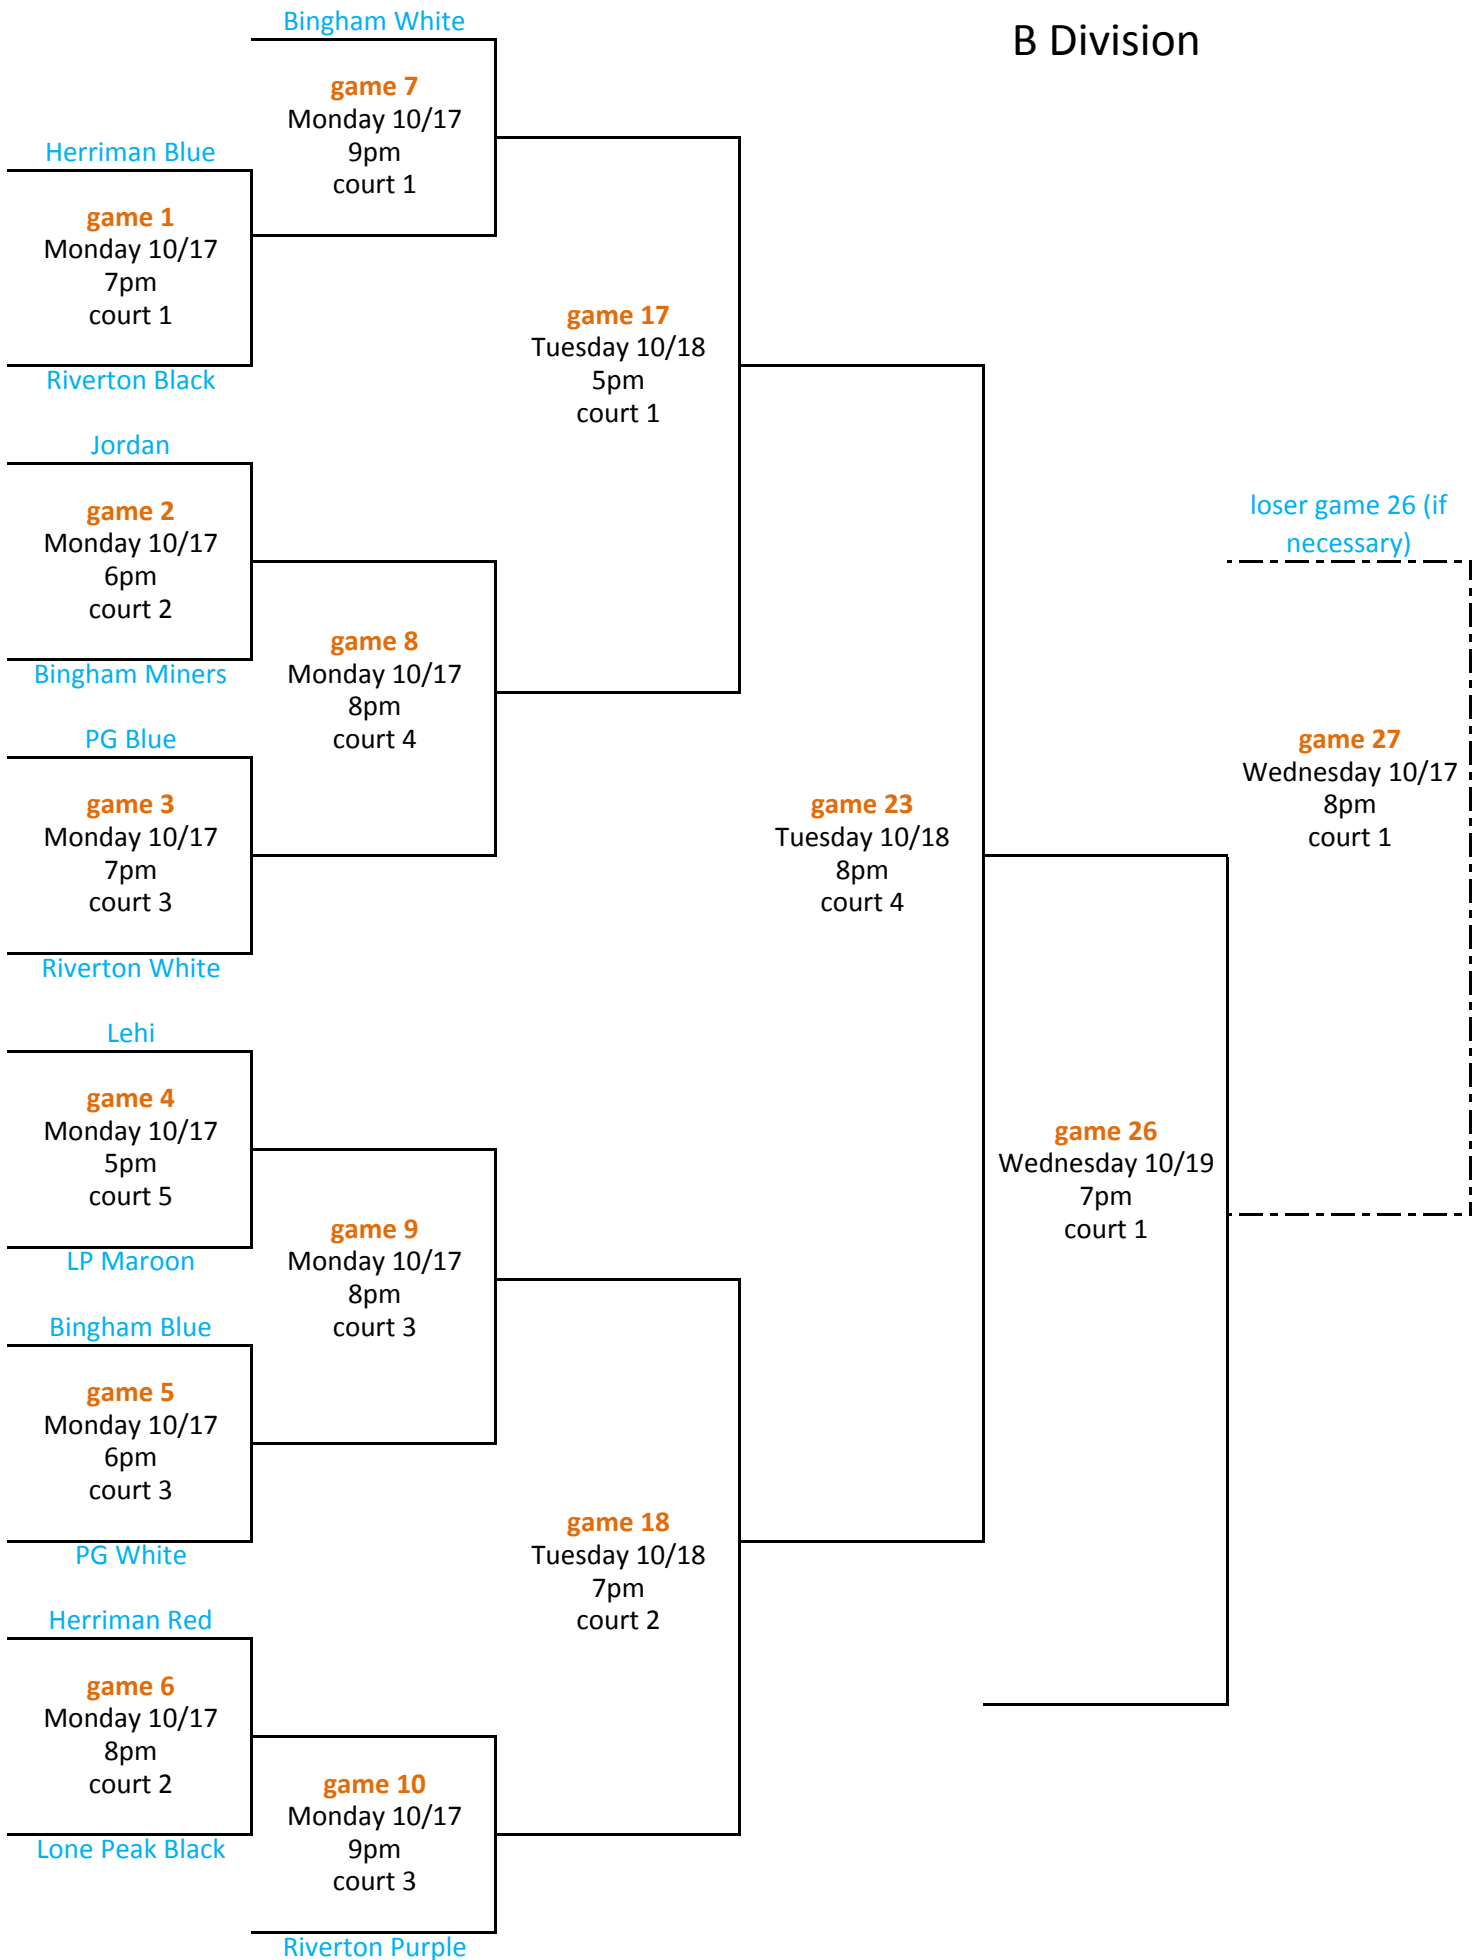 B Division
Bingham White
game 7
Monday 10/17
9pm
court 1
Herriman Blue
game 1
Monday 10/17
7pm
court 1
Riverton Black
game 17
Tuesday 10/18
5pm
court 1
Jordan
game 2
Monday 10/17
6pm
court 2
Bingham Miners
game 8
Monday 10/17
8pm
court 4
PG Blue
game 3
Monday 10/17
7pm
court 3
Riverton White
loser game 26 (if
necessary)
game 27
Wednesday 10/17
8pm
court 1
game 23
Tuesday 10/18
8pm
court 4
Lehi
game 4
Monday 10/17
5pm
court 5
LP Maroon
game 9
Monday 10/17
8pm
court 3
game 26
Wednesday 10/19
7pm
court 1
Bingham Blue
game 5
Monday 10/17
6pm
court 3
PG White
game 18
Tuesday 10/18
7pm
court 2
Herriman Red
game 6
Monday 10/17
8pm
court 2
Lone Peak Black
game 10
Monday 10/17
9pm
court 3
Riverton Purple